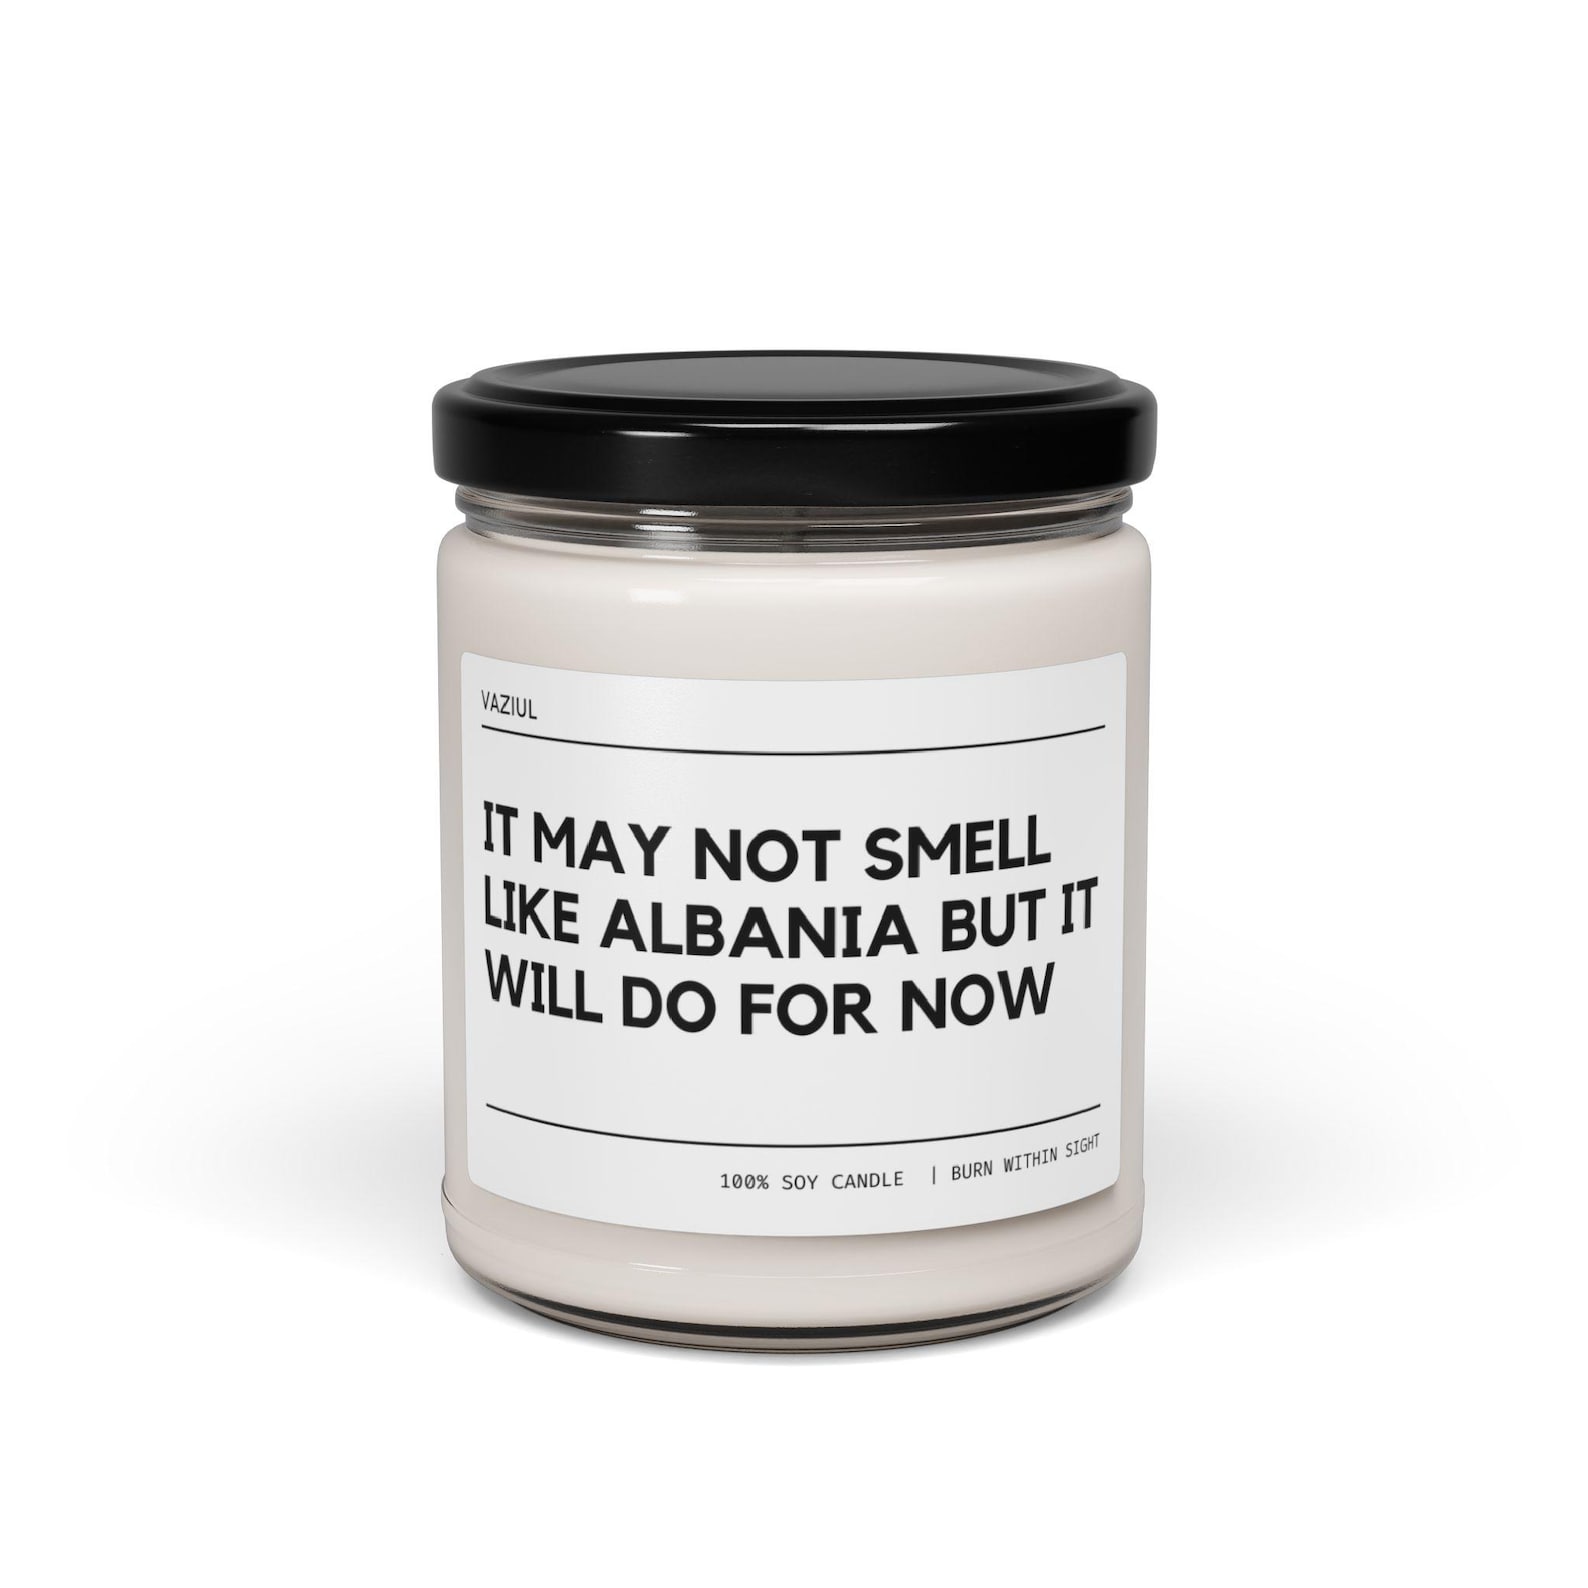 VAZIUL
IT MAY NOT SMELL
LIKE ALBANIA BUT IT
WILL DO FOR NOW
100% SOY CANDLE | BURN WITHIN SIGHT